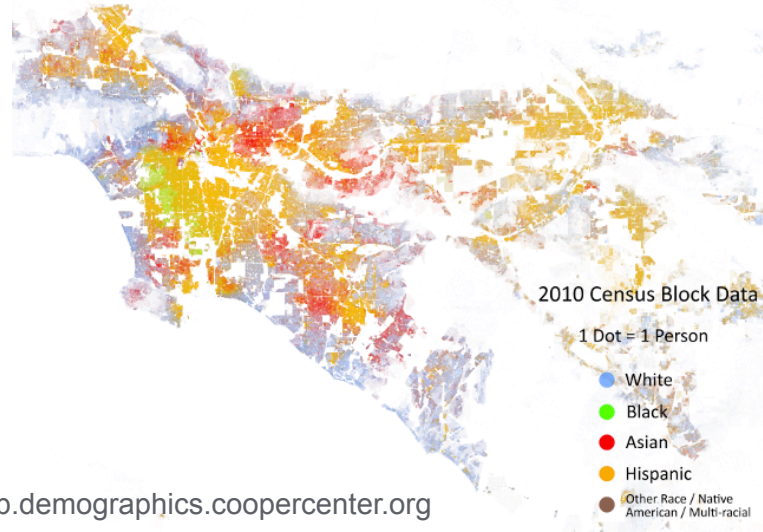 2010 Census Block Data
1 Dot = 1 Person
White
Black
Asian
Hispanic
Other Race / Native
American / Multi-racial
.demographics.coopercenter.org